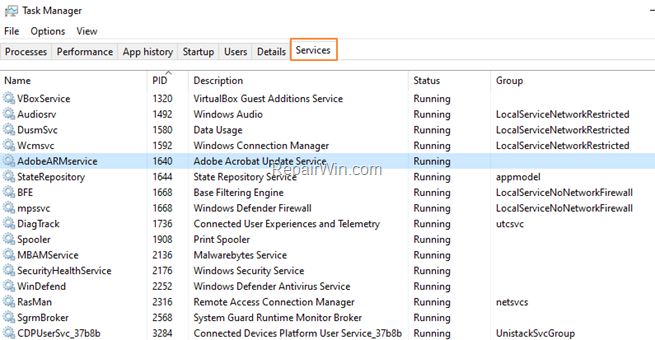 Task Manager
File Options View
Processes Performance App history Startup Users Details Services
Name PID Description Status Group
VBoxService 1320 VirtualBox Guest Additions Service Running
Audiosrv 1492 Windows Audio Running LocalServiceNetworkRestricted
DusmSvc 1580 Data Usage Running LocalServiceNetworkRestricted
Wcmsvc 1592 Windows Connection Manager Running LocalServiceNetworkRestricted
AdobeARMservice 1640 Adobe Acrobat Update Service Running
RepairWin.com
StateRepository 1644 State Repository Service Running appmodel
BFE 1668 Base Filtering Engine Running LocalServiceNoNetworkFirewall
mpssvc 1668 Windows Defender Firewall Running LocalServiceNoNetworkFirewall
DiagTrack 1736 Connected User Experiences and Telemetry Running utcsvc
Spooler 1908 Print Spooler Running
MBAMService 2136 Malwarebytes Service Running
SecurityHealthService 2176 Windows Security Service Running
WinDefend 2252 Windows Defender Antivirus Service Running
RasMan 2316 Remote Access Connection Manager Running netsvcs
SgrmBroker 2568 System Guard Runtime Monitor Broker Running
CDPUserSvc_37b8b 3284 Connected Devices Platform User Service_37b8b Running UnistackSvcGroup